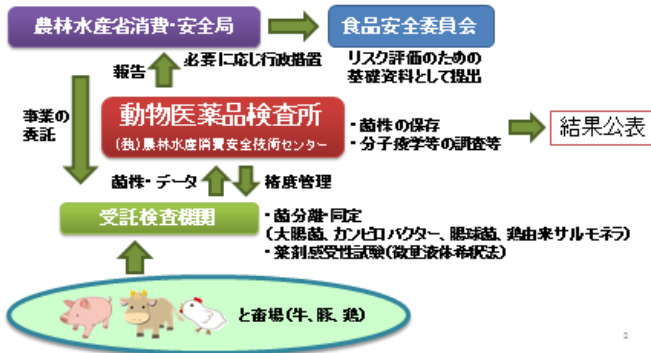 農林水産省消費・安全局
食品安全委員会
報告
必要に応じ行政措置
リスク評価のための
基礎資料として提出
事業の
委託
動物医薬品検査所
(独)農林水産消費安全技術センター
・菌株の保存
・分子疫学等の調査等
結果公表
菌株・データ
精度管理
受託検査機関
・菌分離・同定
(大腸菌、カンピロバクター、腸球菌、鶏由来サルモネラ)
・薬剤感受性試験(微量液体希釈法)
と畜場(牛、豚、鶏)
2